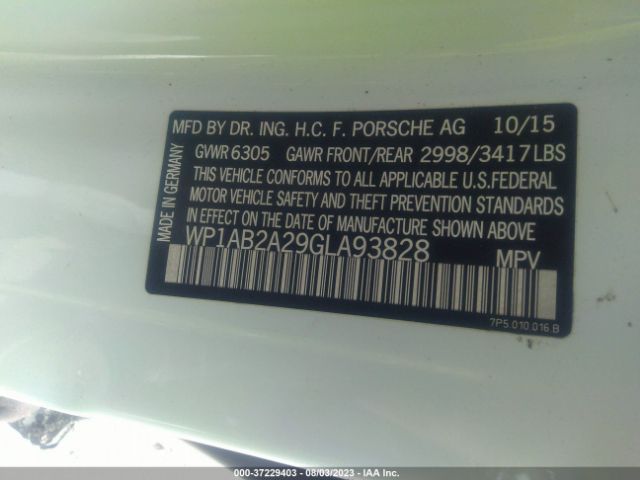 MFD BY DR. ING. H.C. F. PORSCHE AG 10/15
GVWR 6305 GAWR FRONT/REAR 2998/3417LBS
THIS VEHICLE CONFORMS TO ALL APPLICABLE U.S.FEDERAL
MOTOR VEHICLE SAFETY AND THEFT PREVENTION STANDARDS
IN EFFECT ON THE DATE OF MANUFACTURE SHOWN ABOVE
WP1AB2A29GLA93828 MPV
MADE IN GERMANY
7P5.010.016.B
000-37229403 - 08/03/2023 - IAA Inc.